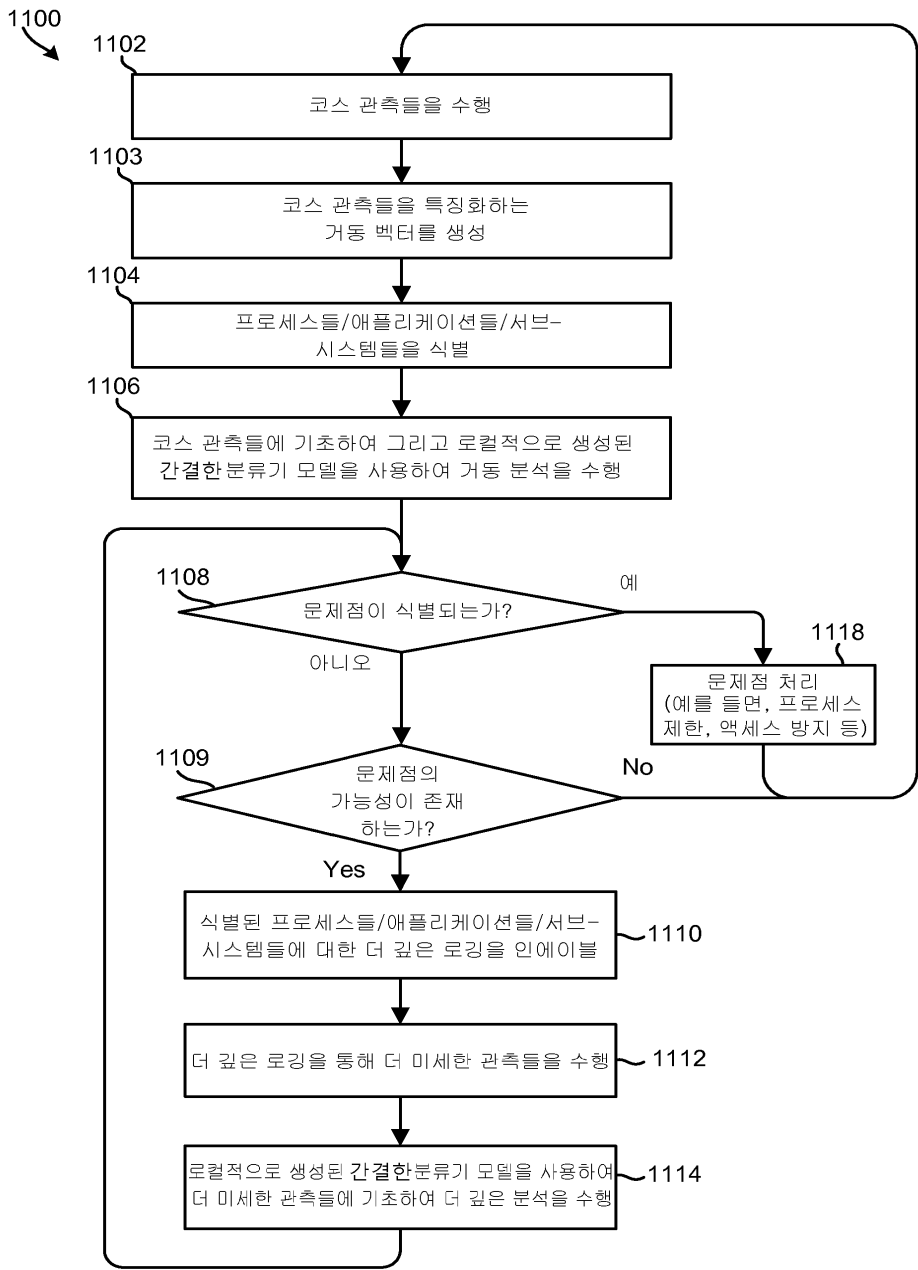 1100
1102
코스 관측들을 수행
1103
코스 관측들을 특징화하는
거동 벡터를 생성
1104
프로세스들/애플리케이션들/서브-
시스템들을 식별
1106
코스 관측들에 기초하여 그리고 로컬적으로 생성된
간결한분류기 모델을 사용하여 거동 분석을 수행
1108
문제점이 식별되는가?
예
아니오
1118
문제점 처리
(예를 들면, 프로세스
제한, 액세스 방지 등)
1109
문제점의
가능성이 존재
하는가?
No
Yes
식별된 프로세스들/애플리케이션들/서브-
시스템들에 대한 더 깊은 로깅을 인에이블
1110
더 깊은 로깅을 통해 더 미세한 관측들을 수행
1112
로컬적으로 생성된 간결한분류기 모델을 사용하여
더 미세한 관측들에 기초하여 더 깊은 분석을 수행
1114